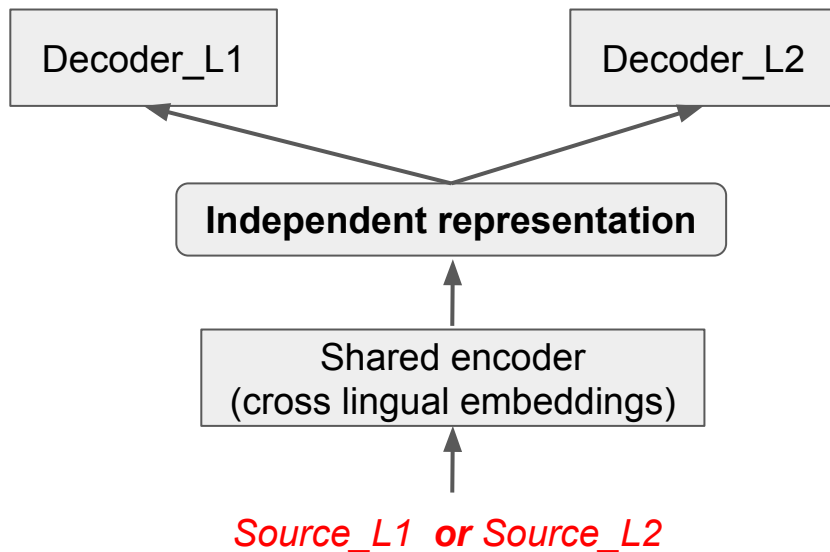 Decoder_L1
Decoder_L2
Independent representation
Shared encoder
(cross lingual embeddings)
Source_L1 or Source_L2